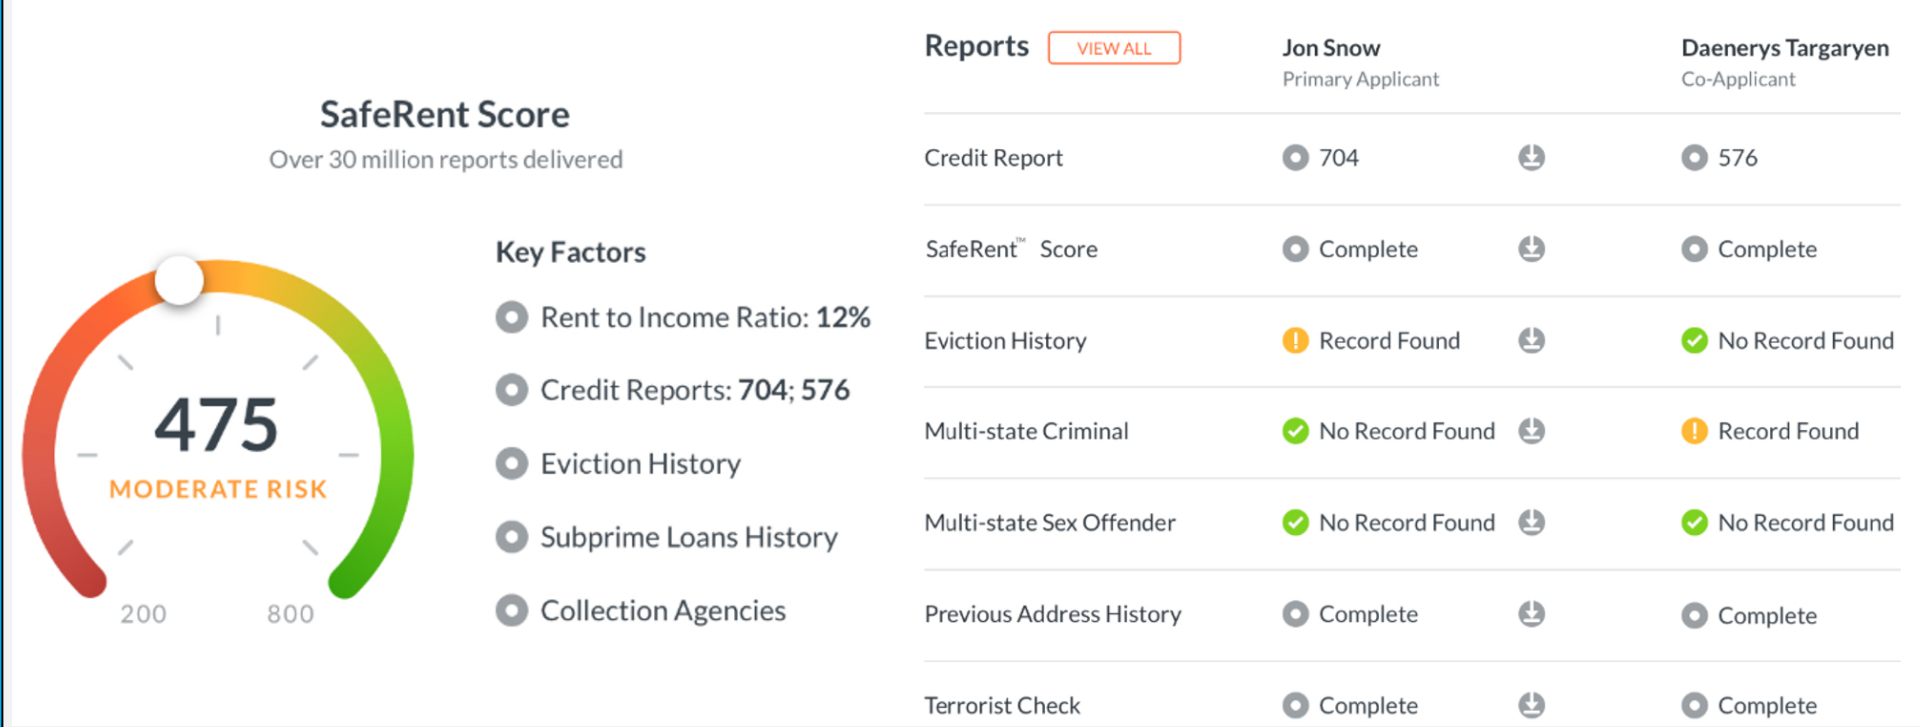 SafeRent Score
Over 30 million reports delivered
475
MODERATE RISK
200 800
Key Factors
Rent to Income Ratio: 12%
Credit Reports: 704; 576
Eviction History
Subprime Loans History
Collection Agencies
Reports VIEW ALL Jon Snow Daenerys Targaryen
Primary Applicant Co-Applicant
Credit Report 704 576
SafeRent™ Score Complete Complete
Eviction History Record Found No Record Found
Multi-state Criminal No Record Found Record Found
Multi-state Sex Offender No Record Found No Record Found
Previous Address History Complete Complete
Terrorist Check Complete Complete